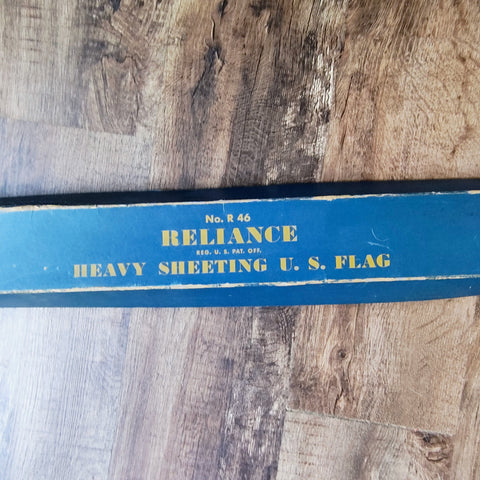 No. R 46
RELIANCE
REG. U. S. PAT. OFF.
HEAVY SHEETING U. S. FLAG